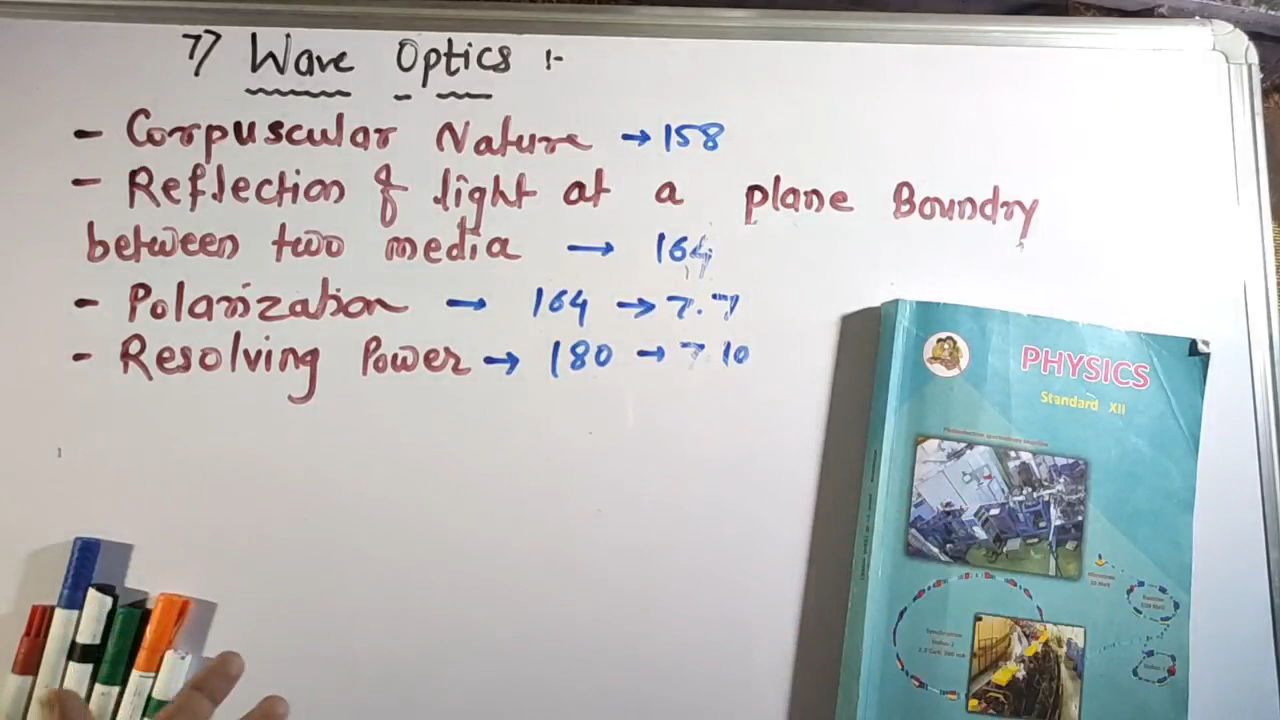 7) Wave Optics :-
- Corpuscular Nature → 158
- Reflection of light at a plane Boundry
between two media → 164
- Polarization → 164 → 7.7
- Resolving Power → 180 → 7.10
PHYSICS
Standard XII